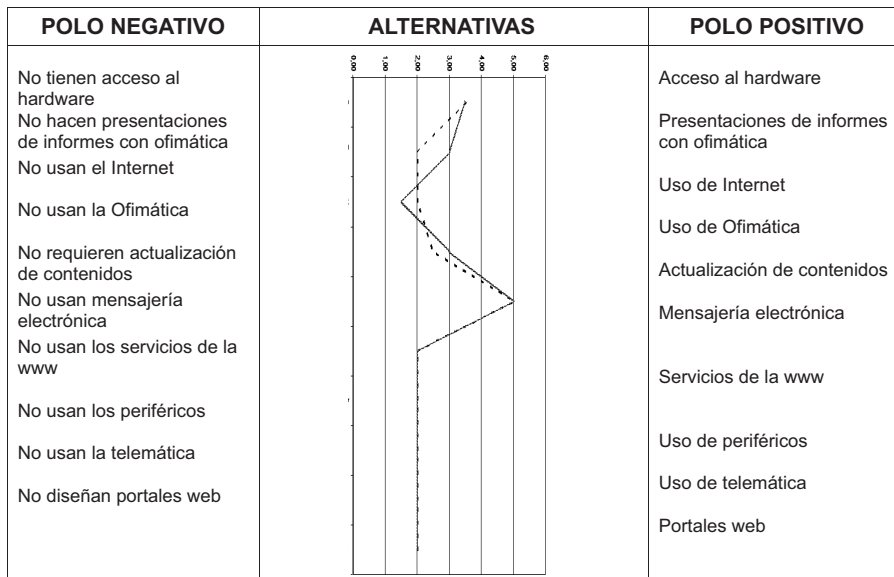 POLO NEGATIVO
ALTERNATIVAS
POLO POSITIVO
No tienen acceso al
hardware
No hacen presentaciones
de informes con ofimática
No usan el Internet
No usan la Ofimática
No requieren actualización
de contenidos
No usan mensajería
electrónica
No usan los servicios de la
www
No usan los periféricos
No usan la telemática
No diseñan portales web
0,00
1,00
2,00
3,00
4,00
5,00
6,00
Acceso al hardware
Presentaciones de informes
con ofimática
Uso de Internet
Uso de Ofimática
Actualización de contenidos
Mensajería electrónica
Servicios de la www
Uso de periféricos
Uso de telemática
Portales web